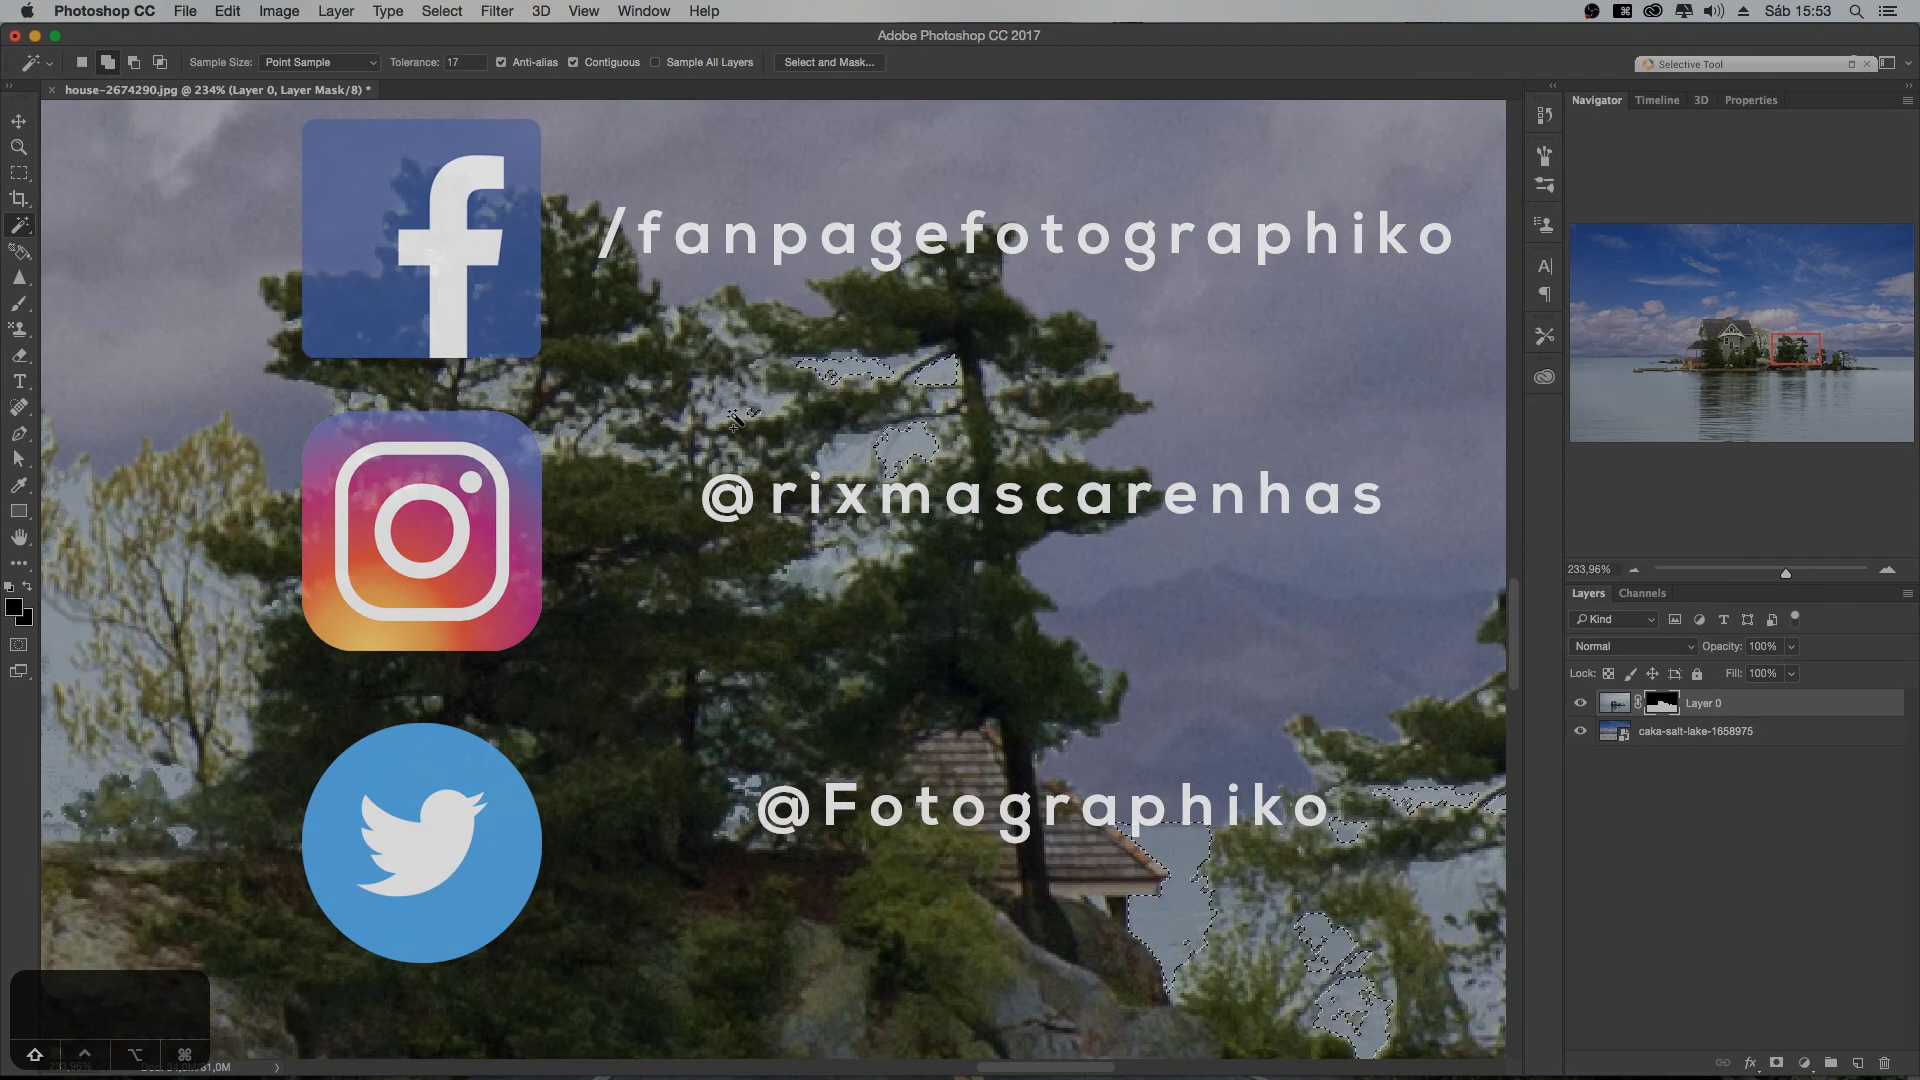 Photoshop CC File Edit Image Layer Type Select Filter 3D View Window Help Sáb 15:53
Adobe Photoshop CC 2017
Sample Size: Point Sample Tolerance: 17 Anti-alias Contiguous Sample All Layers Select and Mask... Selective Tool
house-2674290.jpg @ 234% (Layer 0, Layer Mask/8) *
Navigator Timeline 3D Properties
/fanpagefotographiko
@rixmascarenhas
@Fotographiko
233,96%
Layers Channels
Kind
Normal Opacity: 100%
Lock: Fill: 100%
Layer 0
caka-salt-lake-1658975
233,96%